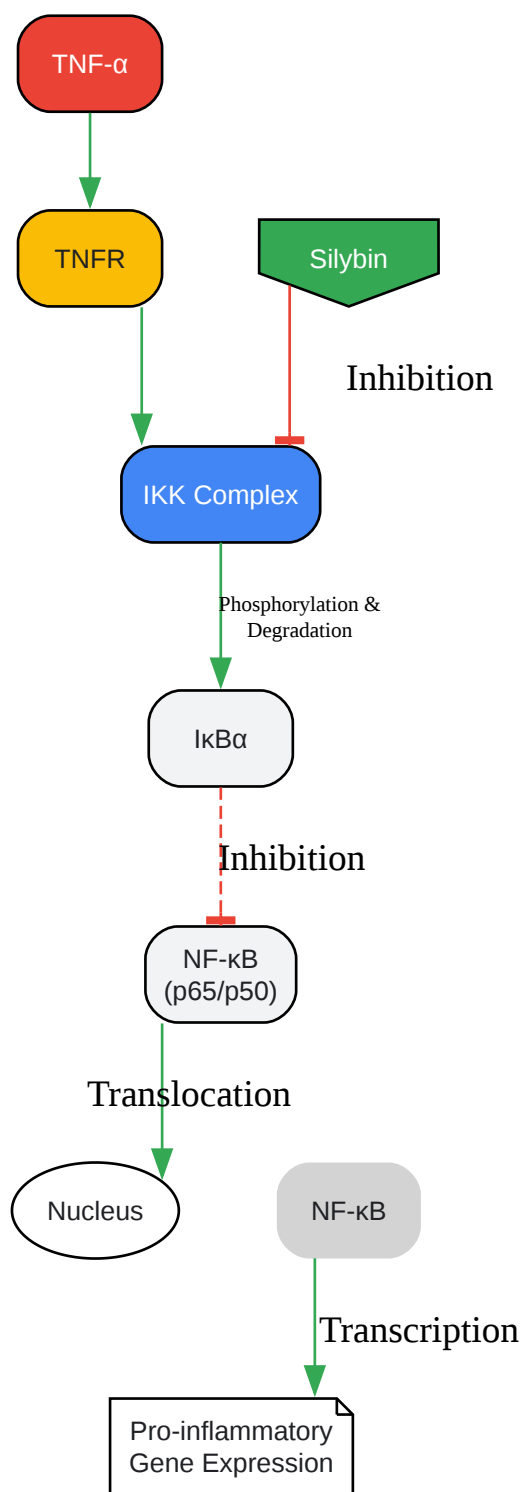 TNF-α
TNFR
Silybin
Inhibition
IKK Complex
Phosphorylation &
Degradation
IκBα
Inhibition
NF-κB
(p65/p50)
Translocation
Nucleus
NF-κB
Transcription
Pro-inflammatory
Gene Expression